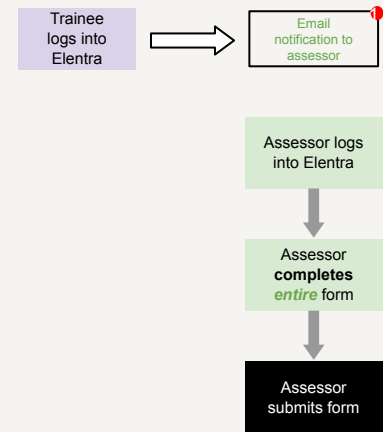 Trainee
logs into
Elentra
Email
notification to
assessor
Assessor logs
into Elentra
Assessor
completes
entire form
Assessor
submits form